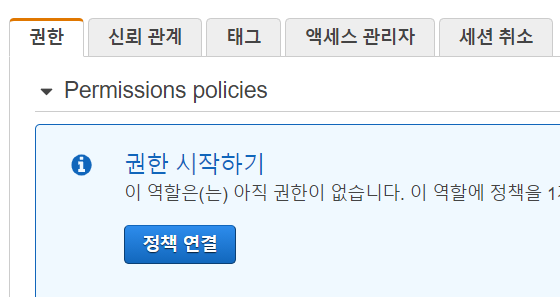 권한 신뢰 관계 태그 액세스 관리자 세션 취소
Permissions policies
권한 시작하기
이 역할은(는) 아직 권한이 없습니다. 이 역할에 정책을 1
정책 연결